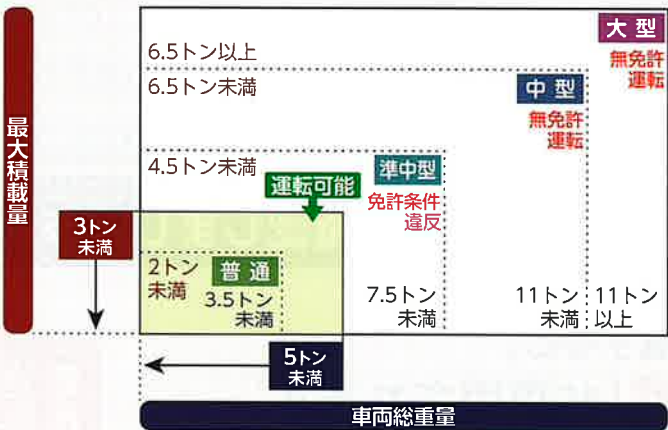 大型
無免許
運転
6.5トン以上
6.5トン未満
中型
無免許
運転
最大積載量
4.5トン未満
準中型
免許条件
違反
運転可能
3トン
未満
2トン
未満
普通
3.5トン
未満
7.5トン
未満
11トン
未満
11トン
以上
5トン
未満
車両総重量